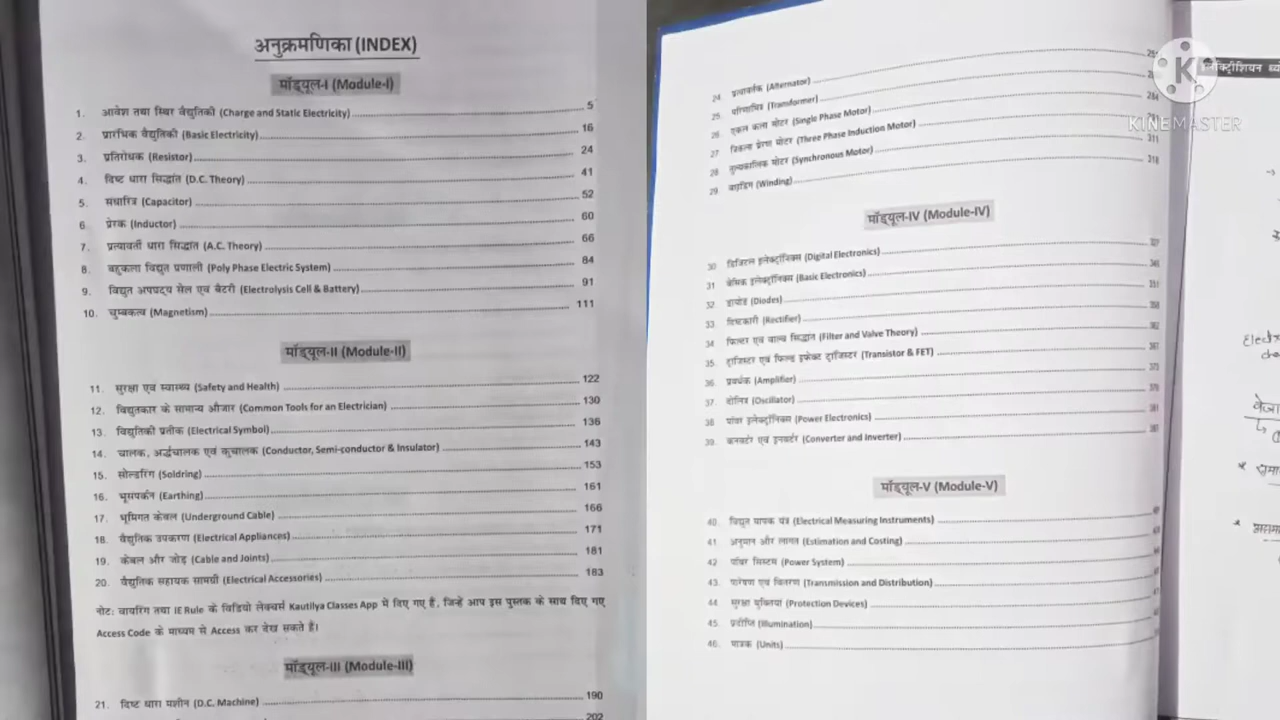 अनुक्रमणिका (INDEX)
मॉड्यूल-I (Module-I)
1. आवेश तथा स्थिर वैद्युतिकी (Charge and Static Electricity) 5
2. प्रारंभिक वैद्युतिकी (Basic Electricity) 16
3. प्रतिरोधक (Resistor) 24
4. दिष्ट धारा सिद्धांत (D.C. Theory) 41
5. संधारित्र (Capacitor) 52
6. प्रेरक (Inductor) 60
7. प्रत्यावर्ती धारा सिद्धांत (A.C. Theory) 66
8. बहुकला विद्युत प्रणाली (Poly Phase Electric System) 84
9. विद्युत अपघट्य सेल एवं बैटरी (Electrolysis Cell & Battery) 91
10. चुम्बकत्व (Magnetism) 111
मॉड्यूल-II (Module-II)
11. सुरक्षा एवं स्वास्थ्य (Safety and Health) 122
12. विद्युतकार के सामान्य औजार (Common Tools for an Electrician) 130
13. विद्युतिकी प्रतीक (Electrical Symbol) 136
14. चालक, अर्द्धचालक एवं कुचालक (Conductor, Semi-conductor & Insulator) 143
15. सोल्डरिंग (Soldring) 153
16. भूसंपर्कन (Earthing) 161
17. भूमिगत केबल (Underground Cable) 166
18. वैद्युतिक उपकरण (Electrical Appliances) 171
19. केबल और जोड़ (Cable and Joints) 181
20. वैद्युतिक सहायक सामग्री (Electrical Accessories) 183
नोट: वायरिंग तथा IE Rule के विडियो लेक्चर्स Kautilya Classes App में दिए गए है, जिन्हें आप इस पुस्तक के साथ दिए गए
Access Code के माध्यम से Access कर देख सकते हैं।
मॉड्यूल-III (Module-III)
21. दिष्ट धारा मशीन (D.C. Machine) 190
202
24. प्रत्यावर्तक (Alternator)
25. परिणामित्र (Transformer)
26 एकल कला मोटर (Single Phase Motor) 284
27 त्रिकला प्रेरण मोटर (Three Phase Induction Motor)
28 तुल्यकालिक मोटर (Synchronous Motor) 311
29 वाइंडिंग (Winding) 318
मॉड्यूल-IV (Module-IV)
30 डिजिटल इलेक्ट्रॉनिक्स (Digital Electronics)
31 बेसिक इलेक्ट्रॉनिक्स (Basic Electronics)
32 डायोड (Diodes)
33 दिष्टकारी (Rectifier)
34 फिल्टर एवं वाल्व सिद्धांत (Filter and Valve Theory)
35. ट्रांजिस्टर एवं फिल्ड इफेक्ट ट्रांजिस्टर (Transistor & FET)
36. प्रवर्धक (Amplifier)
37. दोलित्र (Oscillator)
38 पॉवर इलेक्ट्रॉनिक्स (Power Electronics)
39. कनवर्टर एवं इनवर्टर (Converter and Inverter)
मॉड्यूल-V (Module-V)
40. विद्युत मापक यंत्र (Electrical Measuring Instruments)
41. अनुमान और लागत (Estimation and Costing)
42 पॉवर सिस्टम (Power System)
43. पारेषण एवं वितरण (Transmission and Distribution)
44 सुरक्षा युक्तियां (Protection Devices)
45. प्रदीप्ति (Illumination)
46. मात्रक (Units)
K
KINEMASTER